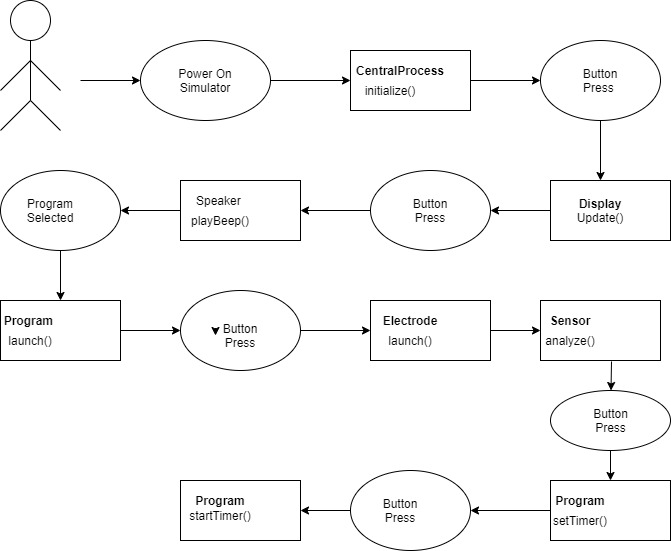 Power On
Simulator
CentralProcess
initialize()
Button
Press
Display
Update()
Button
Press
Speaker
playBeep()
Program
Selected
Program
launch()
Button
Press
Electrode
launch()
Sensor
analyze()
Button
Press
Program
setTimer()
Button
Press
Program
startTimer()